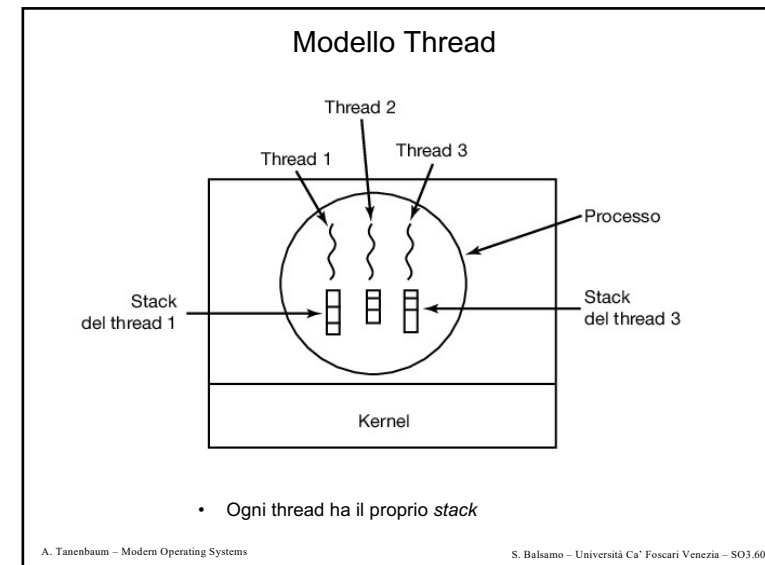 Modello Thread
Thread 2
Thread 1
Thread 3
Processo
Stack
del thread 1
Stack
del thread 3
Kernel
• Ogni thread ha il proprio stack
A. Tanenbaum – Modern Operating Systems
S. Balsamo – Università Ca’ Foscari Venezia – SO3.60